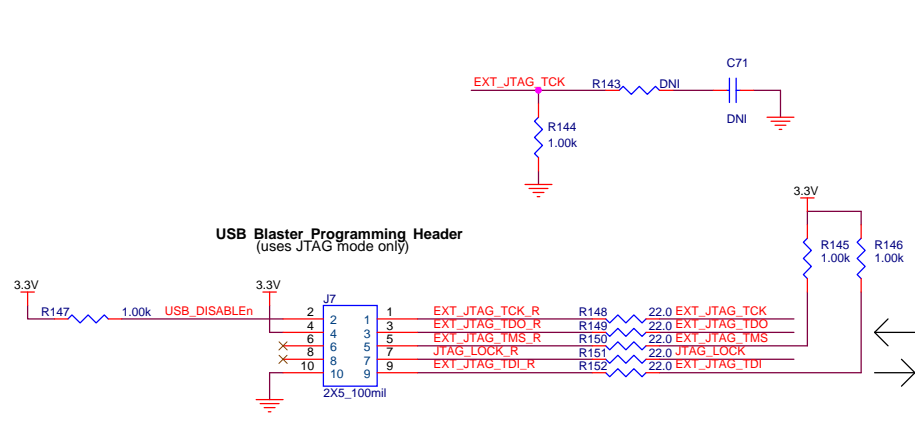 C71
EXT_JTAG_TCK
R143
DNI
DNI
R144
1.00k
3.3V
USB Blaster Programming Header
(uses JTAG mode only)
R145
1.00k
R146
1.00k
3.3V
3.3V
J7
R147
1.00k
USB_DISABLEn
2
2
1
1
EXT_JTAG_TCK_R
R148
22.0
EXT_JTAG_TCK
4
4
3
3
EXT_JTAG_TDO_R
R149
22.0
EXT_JTAG_TDO
6
6
5
5
EXT_JTAG_TMS_R
R150
22.0
EXT_JTAG_TMS
8
8
7
7
JTAG_LOCK_R
R151
22.0
JTAG_LOCK
10
10
9
9
EXT_JTAG_TDI_R
R152
22.0
EXT_JTAG_TDI
2X5_100mil